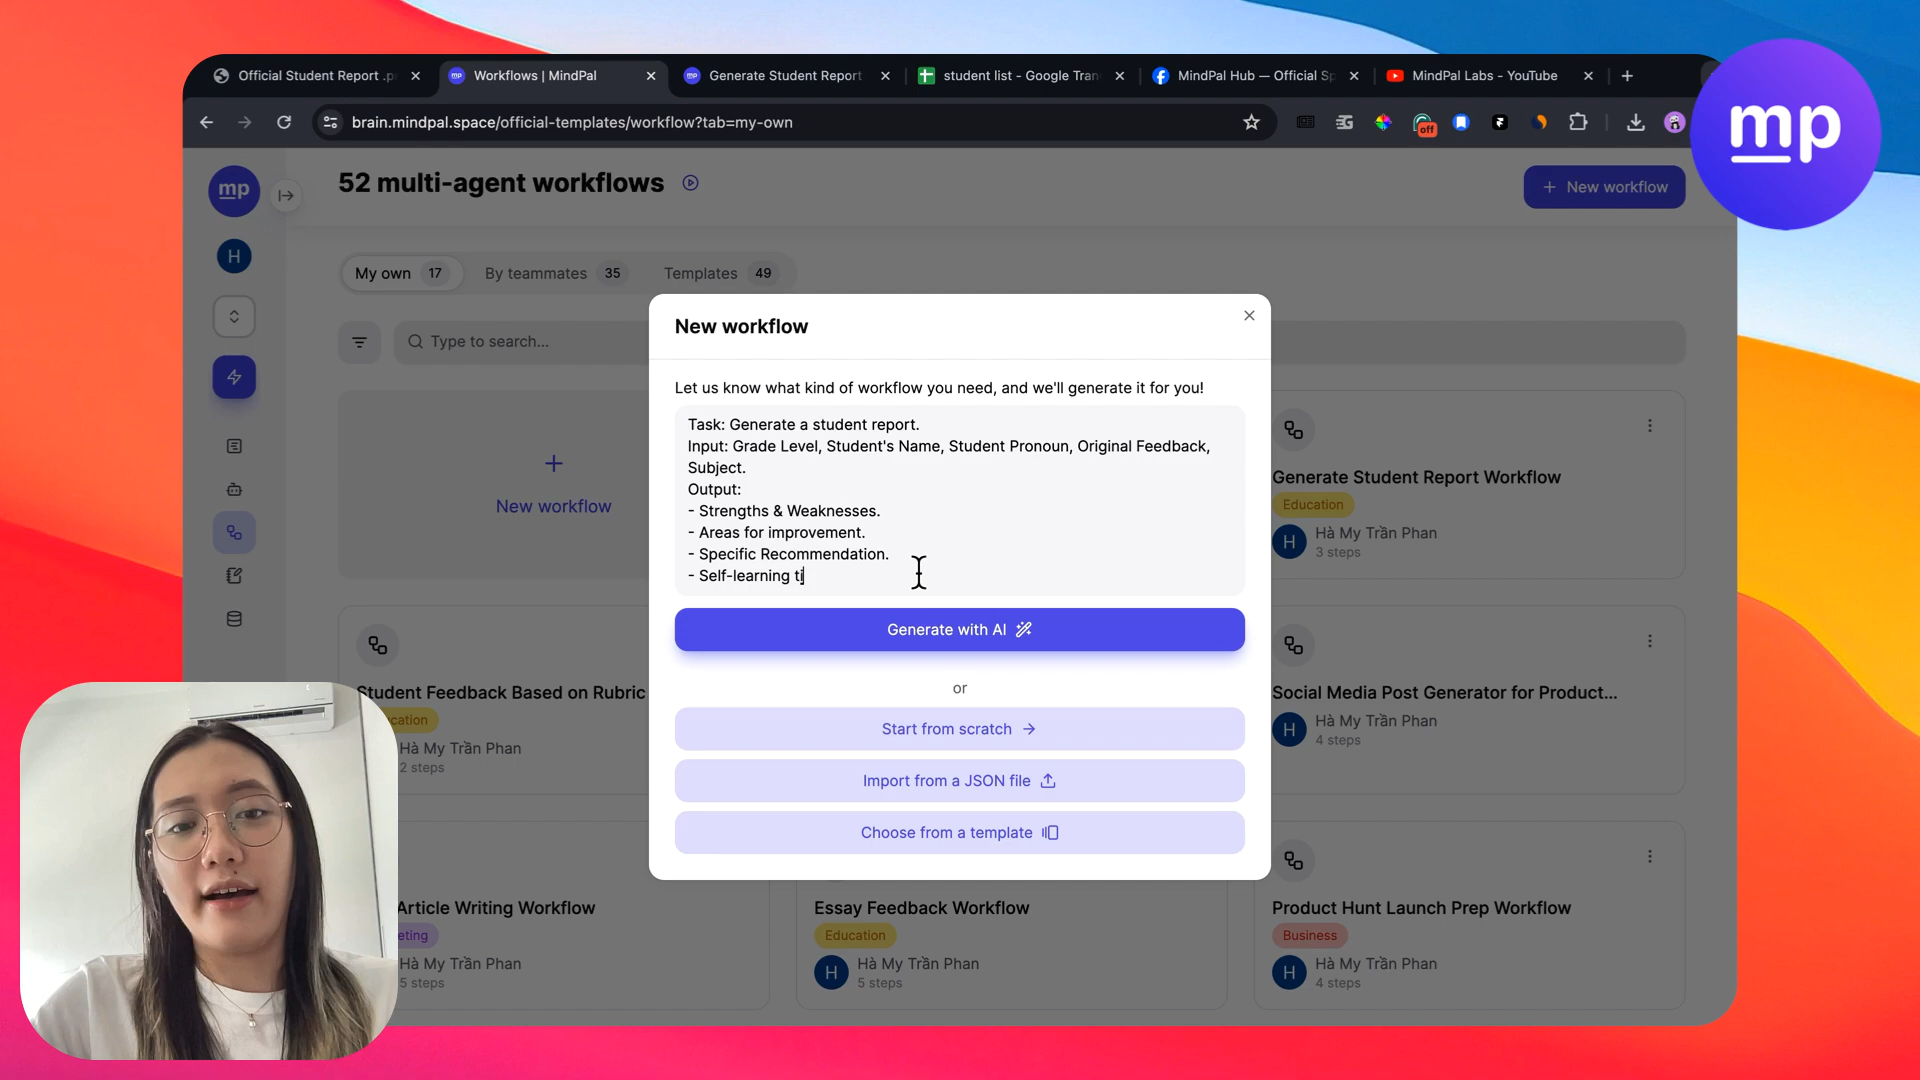 Official Student Report .p
Workflows | MindPal
Generate Student Report
student list - Google Tran
MindPal Hub — Official Sp
MindPal Labs - YouTube
brain.mindpal.space/official-templates/workflow?tab=my-own
off
mp
mp
52 multi-agent workflows
+ New workflow
H
My own 17
By teammates 35
Templates 49
Type to search...
New workflow
Let us know what kind of workflow you need, and we'll generate it for you!
Task: Generate a student report.
Input: Grade Level, Student's Name, Student Pronoun, Original Feedback,
Subject.
Output:
- Strengths & Weaknesses.
- Areas for improvement.
- Specific Recommendation.
- Self-learning ti
Generate with AI
or
Start from scratch
Import from a JSON file
Choose from a template
+
New workflow
Generate Student Report Workflow
Education
H
Hà My Trần Phan
3 steps
Student Feedback Based on Rubric
cation
Hà My Trần Phan
2 steps
Social Media Post Generator for Product...
H
Hà My Trần Phan
4 steps
Article Writing Workflow
eting
Hà My Trần Phan
5 steps
Essay Feedback Workflow
Education
H
Hà My Trần Phan
5 steps
Product Hunt Launch Prep Workflow
Business
H
Hà My Trần Phan
4 steps